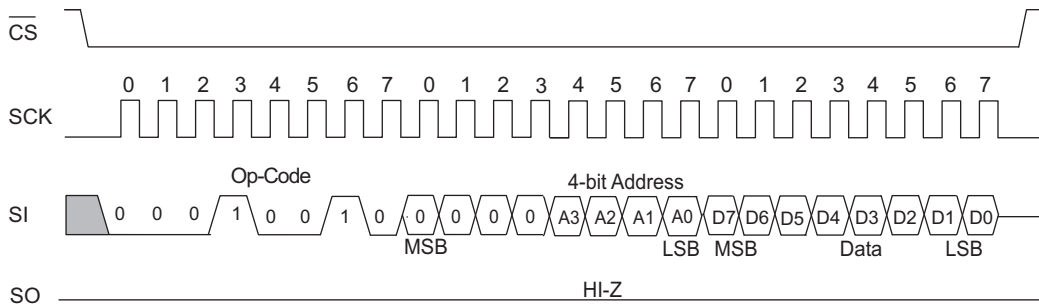 CS
0 1 2 3 4 5 6 7 0 1 2 3 4 5 6 7 0 1 2 3 4 5 6 7
SCK
Op-Code 4-bit Address
SI 0 0 0 1 0 0 1 0 0 0 0 0 A3 A2 A1 A0 D7 D6 D5 D4 D3 D2 D1 D0
MSB LSB MSB Data LSB
HI-Z
SO